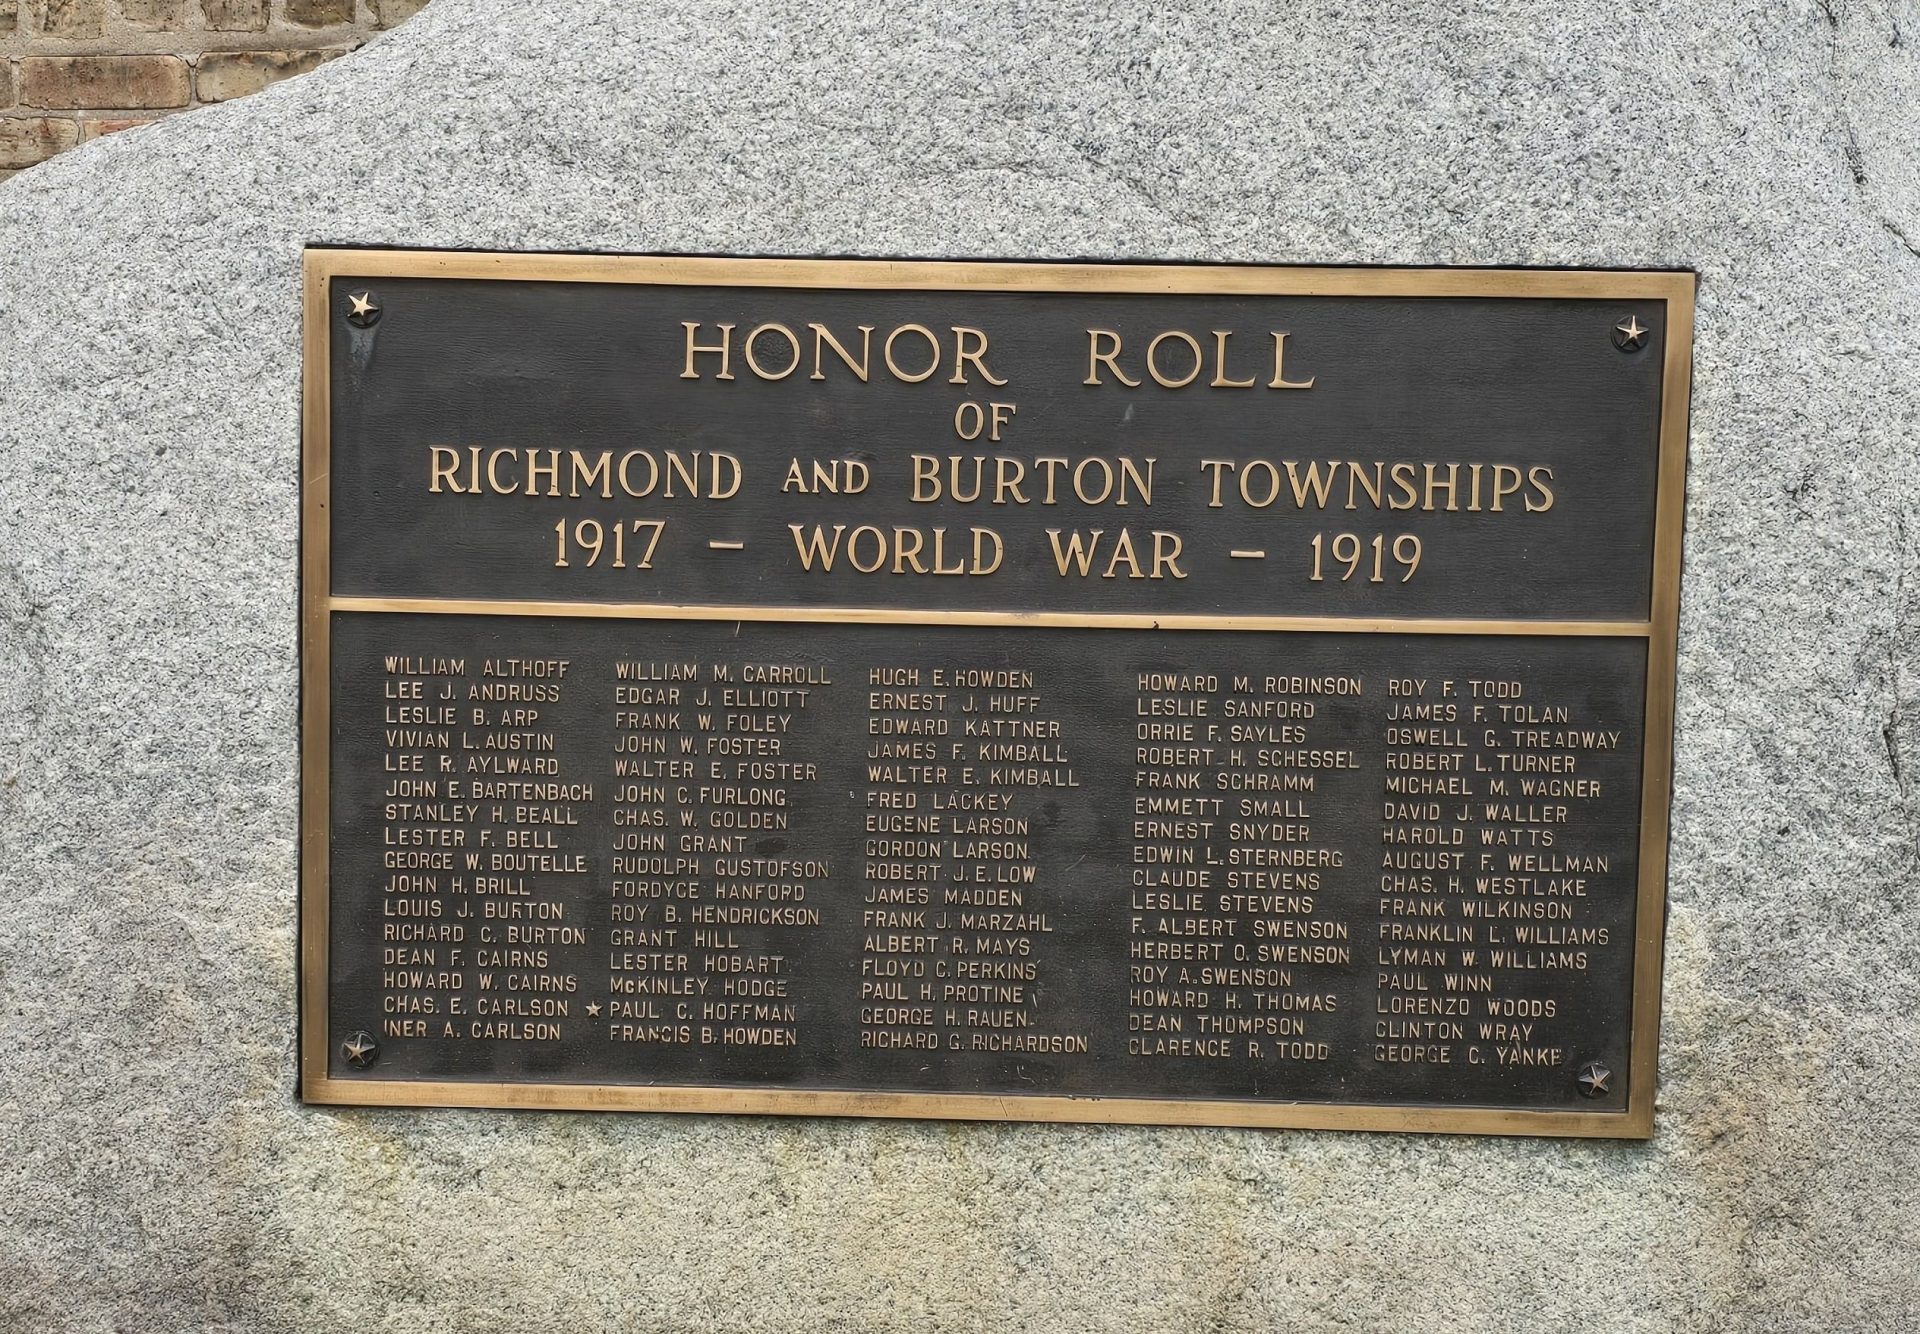 HONOR ROLL
OF
RICHMOND AND BURTON TOWNSHIPS
1917 – WORLD WAR – 1919
WILLIAM ALTHOFF
LEE J. ANDRUSS
LESLIE B. ARP
VIVIAN L. AUSTIN
LEE R. AYLWARD
JOHN E. BARTENBACH
STANLEY H. BEALL
LESTER F. BELL
GEORGE W. BOUTELLE
JOHN H. BRILL
LOUIS J. BURTON
RICHARD C. BURTON
DEAN F. CAIRNS
HOWARD W. CAIRNS
CHAS. E. CARLSON
INER A. CARLSON
WILLIAM M. CARROLL
EDGAR J. ELLIOTT
FRANK W. FOLEY
JOHN W. FOSTER
WALTER E. FOSTER
JOHN C. FURLONG
CHAS. W. GOLDEN
JOHN GRANT
RUDOLPH GUSTOFSON
FORDYCE HANFORD
ROY B. HENDRICKSON
GRANT HILL
LESTER HOBART
McKINLEY HODGE
★ PAUL C. HOFFMAN
FRANCIS B. HOWDEN
HUGH E. HOWDEN
ERNEST J. HUFF
EDWARD KATTNER
JAMES F. KIMBALL
WALTER E. KIMBALL
FRED LACKEY
EUGENE LARSON
GORDON LARSON
ROBERT J. E. LOW
JAMES MADDEN
FRANK J. MARZAHL
ALBERT R. MAYS
FLOYD C. PERKINS
PAUL H. PROTINE
GEORGE H. RAUEN
RICHARD G. RICHARDSON
HOWARD M. ROBINSON
LESLIE SANFORD
ORRIE F. SAYLES
ROBERT H. SCHESSEL
FRANK SCHRAMM
EMMETT SMALL
ERNEST SNYDER
EDWIN L. STERNBERG
CLAUDE STEVENS
LESLIE STEVENS
F. ALBERT SWENSON
HERBERT O. SWENSON
ROY A. SWENSON
HOWARD H. THOMAS
DEAN THOMPSON
CLARENCE R. TODD
ROY F. TODD
JAMES F. TOLAN
OSWELL G. TREADWAY
ROBERT L. TURNER
MICHAEL M. WAGNER
DAVID J. WALLER
HAROLD WATTS
AUGUST F. WELLMAN
CHAS. H. WESTLAKE
FRANK WILKINSON
FRANKLIN L. WILLIAMS
LYMAN W. WILLIAMS
PAUL WINN
LORENZO WOODS
CLINTON WRAY
GEORGE C. YANKE